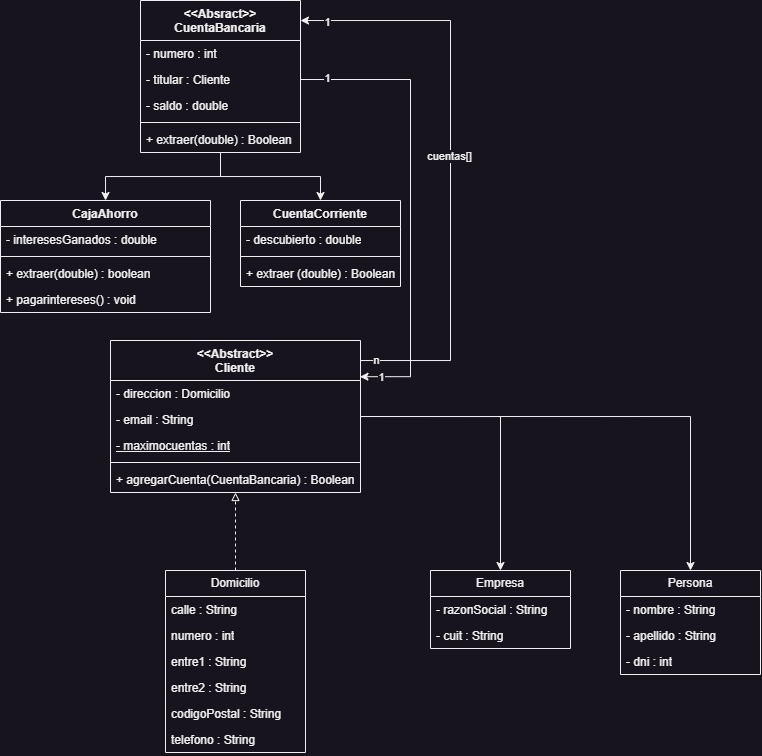 <<Absract>>
CuentaBancaria
- numero : int
- titular : Cliente
- saldo : double
+ extraer(double) : Boolean
1
1
cuentas[]
CajaAhorro
- interesesGanados : double
+ extraer(double) : boolean
+ pagarintereses() : void
CuentaCorriente
- descubierto : double
+ extraer (double) : Boolean
<<Abstract>>
Cliente
- direccion : Domicilio
- email : String
- maximocuentas : int
+ agregarCuenta(CuentaBancaria) : Boolean
n
1
Domicilio
calle : String
numero : int
entre1 : String
entre2 : String
codigoPostal : String
telefono : String
Empresa
- razonSocial : String
- cuit : String
Persona
- nombre : String
- apellido : String
- dni : int